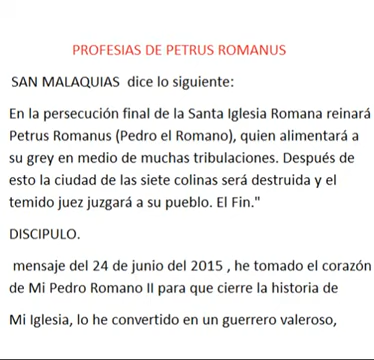 PROFESIAS DE PETRUS ROMANUS
SAN MALAQUIAS dice lo siguiente:
En la persecución final de la Santa Iglesia Romana reinará
Petrus Romanus (Pedro el Romano), quien alimentará a
su grey en medio de muchas tribulaciones. Después de
esto la ciudad de las siete colinas será destruida y el
temido juez juzgará a su pueblo. El Fin."
DISCIPULO.
mensaje del 24 de junio del 2015 , he tomado el corazón
de Mi Pedro Romano II para que cierre la historia de
Mi Iglesia, lo he convertido en un guerrero valeroso,